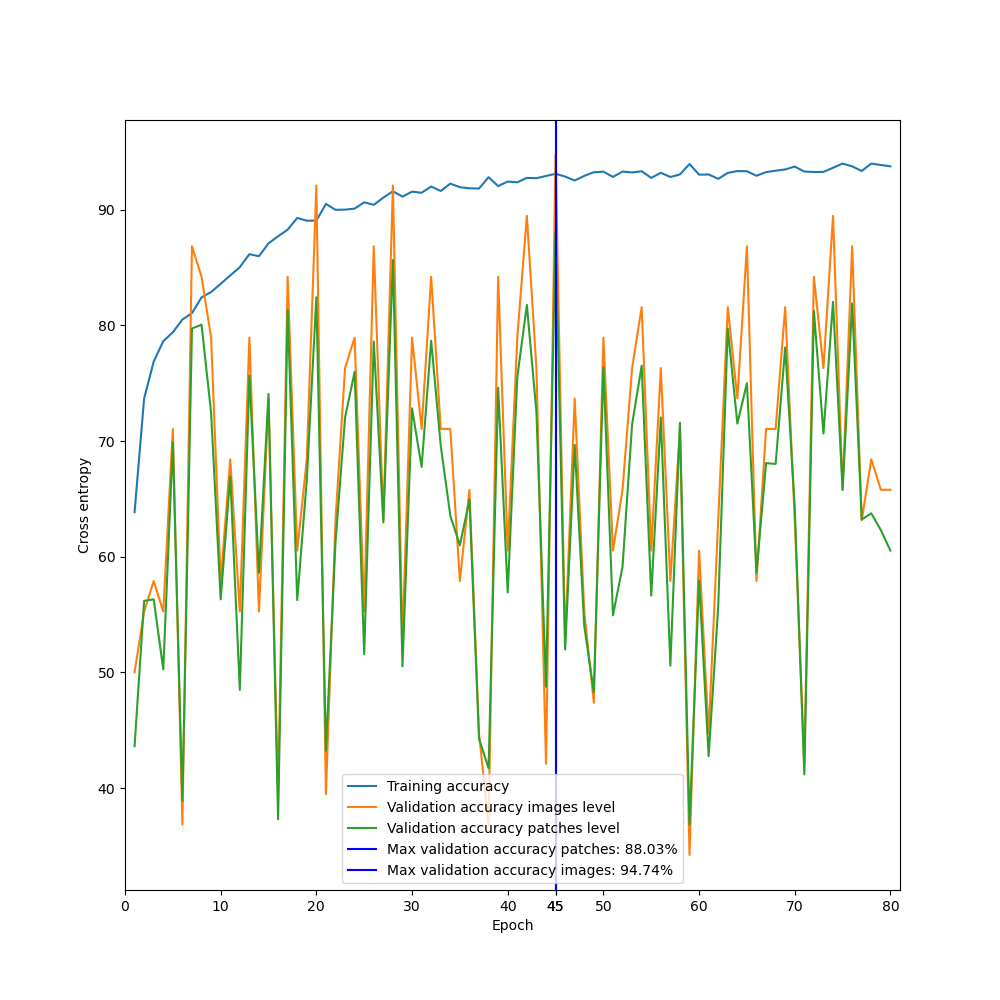 90
80
70
60
50
40
Cross entropy
Training accuracy
Validation accuracy images level
Validation accuracy patches level
Max validation accuracy patches: 88.03%
Max validation accuracy images: 94.74%
0 10 20 30 40 45 50 60 70 80
Epoch